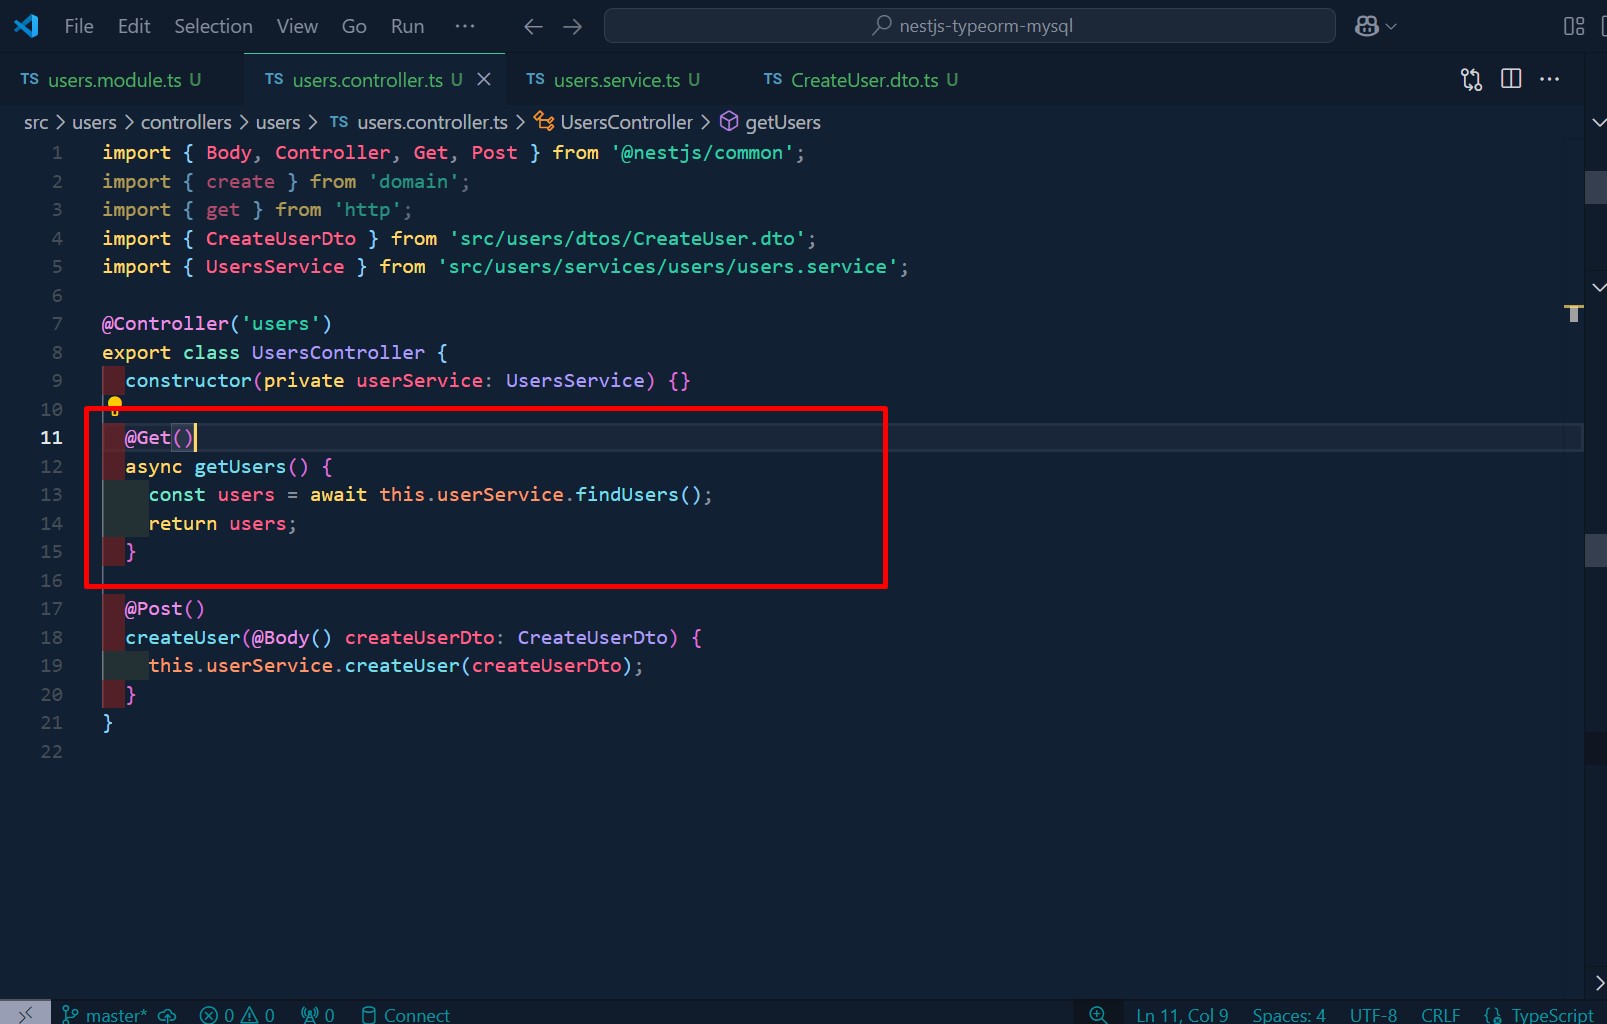 File Edit Selection View Go Run ··· nestjs-typeorm-mysql
TS users.module.ts U TS users.controller.ts U TS users.service.ts U TS CreateUser.dto.ts U
src > users > controllers > users > TS users.controller.ts > UsersController > getUsers
1 import { Body, Controller, Get, Post } from '@nestjs/common';
2 import { create } from 'domain';
3 import { get } from 'http';
4 import { CreateUserDto } from 'src/users/dtos/CreateUser.dto';
5 import { UsersService } from 'src/users/services/users/users.service';
6
7 @Controller('users')
8 export class UsersController {
9 constructor(private userService: UsersService) {}
10
11 @Get()
12 async getUsers() {
13 const users = await this.userService.findUsers();
14 return users;
15 }
16
17 @Post()
18 createUser(@Body() createUserDto: CreateUserDto) {
19 this.userService.createUser(createUserDto);
20 }
21 }
22
master* 0 0 0 Connect Ln 11, Col 9 Spaces: 4 UTF-8 CRLF {} TypeScript